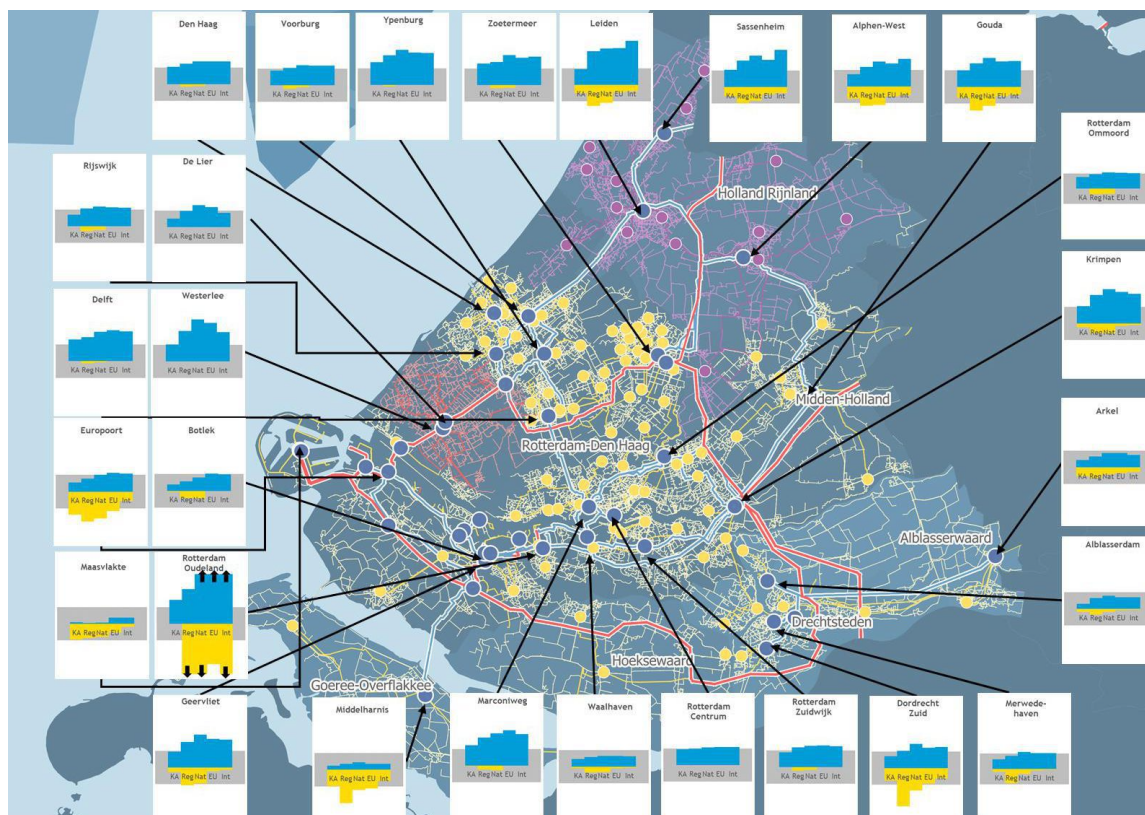 Den Haag
KA Reg Nat EU Int
Voorburg
KA Reg Nat EU Int
Ypenburg
KA Reg Nat EU Int
Zoetermeer
KA Reg Nat EU Int
Leiden
KA Reg Nat EU Int
Sassenheim
KA Reg Nat EU Int
Alphen-West
KA Reg Nat EU Int
Gouda
KA Reg Nat EU Int
Rotterdam
Ommoord
KA Reg Nat EU Int
Rijswijk
KA Reg Nat EU Int
De Lier
KA Reg Nat EU Int
Holland Rijnland
Krimpen
KA Reg Nat EU Int
Delft
KA Reg Nat EU Int
Westerlee
KA Reg Nat EU Int
Midden-Holland
Arkel
KA Reg Nat EU Int
Europoort
KA Reg Nat EU Int
Botlek
KA Reg Nat EU Int
Rotterdam-Den Haag
Alblasserwaard
Alblasserdam
KA Reg Nat EU Int
Maasvlakte
KA Reg Nat EU Int
Rotterdam
Oudeland
KA Reg Nat EU Int
Drechtsteden
Hoeksewaard
Goeree-Overflakkee
Geervliet
KA Reg Nat EU Int
Middelharnis
KA Reg Nat EU Int
Marconiweg
KA Reg Nat EU Int
Waalhaven
KA Reg Nat EU Int
Rotterdam
Centrum
KA Reg Nat EU Int
Rotterdam
Zuidwijk
KA Reg Nat EU Int
Dordrecht
Zuid
KA Reg Nat EU Int
Merwede-
haven
KA Reg Nat EU Int